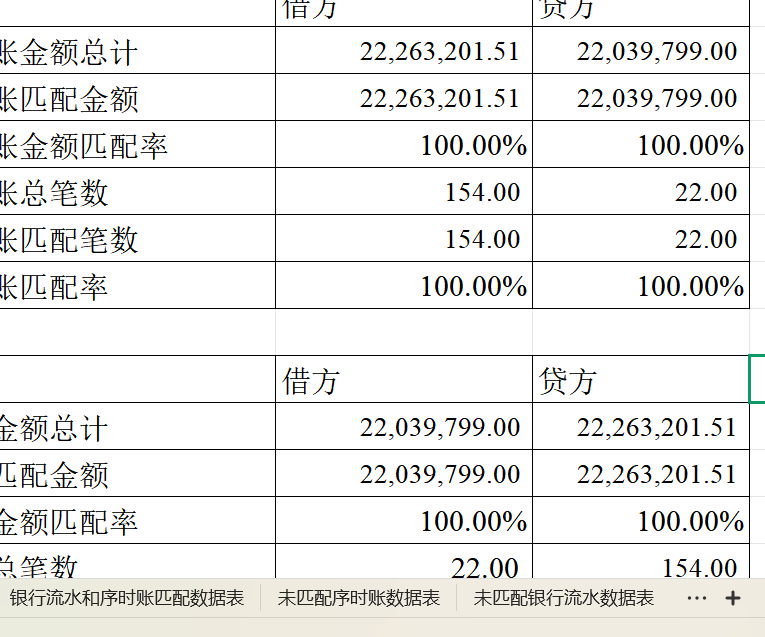 借方 贷方
账金额总计 22,263,201.51 22,039,799.00
账匹配金额 22,263,201.51 22,039,799.00
账金额匹配率 100.00% 100.00%
账总笔数 154.00 22.00
账匹配笔数 154.00 22.00
账匹配率 100.00% 100.00%
借方 贷方
金额总计 22,039,799.00 22,263,201.51
匹配金额 22,039,799.00 22,263,201.51
金额匹配率 100.00% 100.00%
总笔数 22.00 154.00
银行流水和序时账匹配数据表 未匹配序时账数据表 未匹配银行流水数据表 ··· +